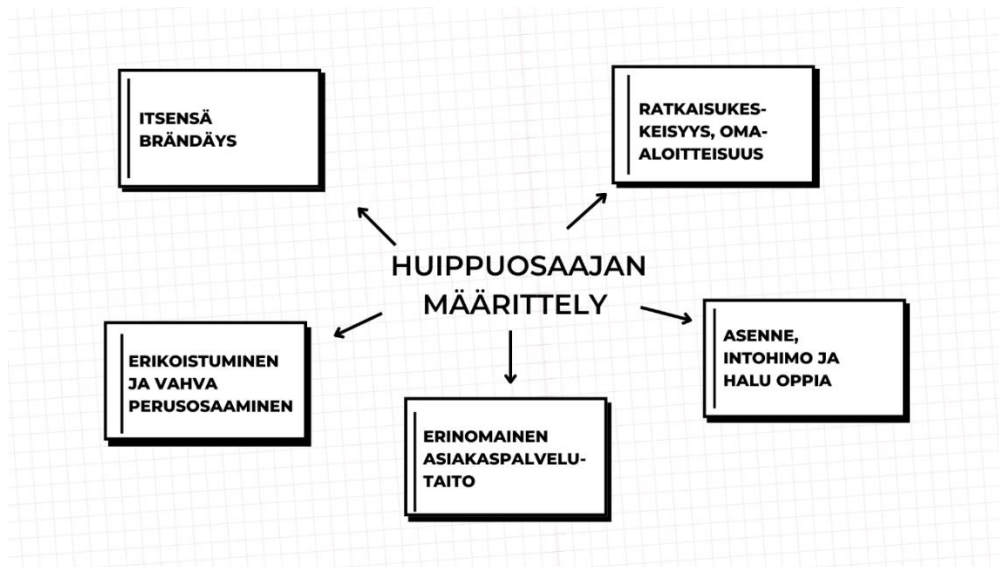 ITSENSÄ
BRÄNDÄYS
RATKAISUKES-
KEISYYS, OMA-
ALOITTEISUUS
HUIPPUOSAAJAN
MÄÄRITTELY
ERIKOISTUMINEN
JA VAHVA
PERUSOSAAMINEN
ASENNE,
INTOHIMO JA
HALU OPPIA
ERINOMAINEN
ASIAKASPALVELU-
TAITO